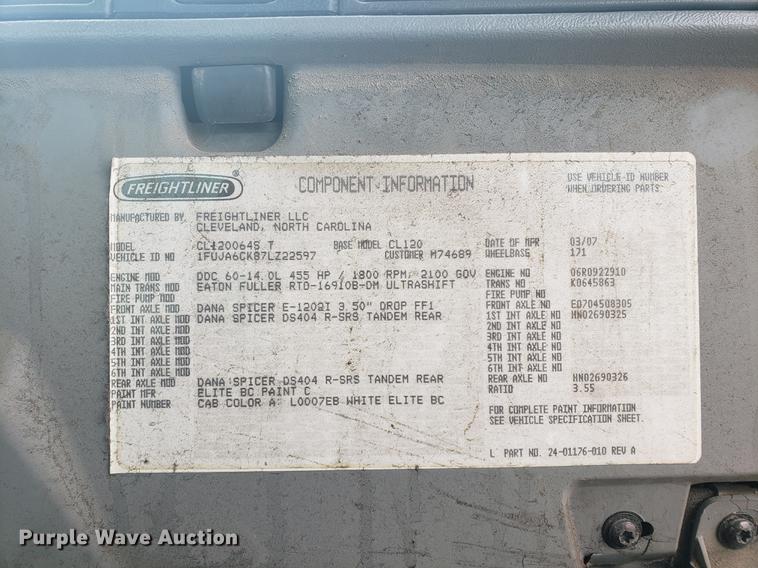 FREIGHTLINER ®
COMPONENT INFORMATION
USE VEHICLE ID NUMBER
WHEN ORDERING PARTS
MANUFACTURED BY FREIGHTLINER LLC
CLEVELAND, NORTH CAROLINA
MODEL CL120064S T BASE MODEL CL120 DATE OF MFR 03/07
VEHICLE ID NO 1FUJA6CK87LZ22597 CUSTOMER M74689 WHEELBASE 171
ENGINE MOD DDC 60-14.0L 455 HP / 1800 RPM, 2100 GOV ENGINE NO 06R0922910
MAIN TRANS MOD EATON FULLER RTO-16910B-DM ULTRASHIFT TRANS NO K0645863
FIRE PUMP MOD FIRE PUMP NO
FRONT AXLE MOD DANA SPICER E-1202I 3.50" DROP FF1 FRONT AXLE NO ED704508305
1ST INT AXLE MOD DANA SPICER DS404 R-SRS TANDEM REAR 1ST INT AXLE NO HN02690325
2ND INT AXLE MOD 2ND INT AXLE NO
3RD INT AXLE MOD 3RD INT AXLE NO
4TH INT AXLE MOD 4TH INT AXLE NO
5TH INT AXLE MOD 5TH INT AXLE NO
6TH INT AXLE MOD 6TH INT AXLE NO
REAR AXLE MOD DANA SPICER DS404 R-SRS TANDEM REAR REAR AXLE NO HN02690326
PAINT MFR ELITE BC PAINT C RATIO 3.55
PAINT NUMBER CAB COLOR A: L0007EB WHITE ELITE BC
FOR COMPLETE PAINT INFORMATION
SEE VEHICLE SPECIFICATION SHEET.
L PART NO. 24-01176-010 REV A
Purple Wave Auction